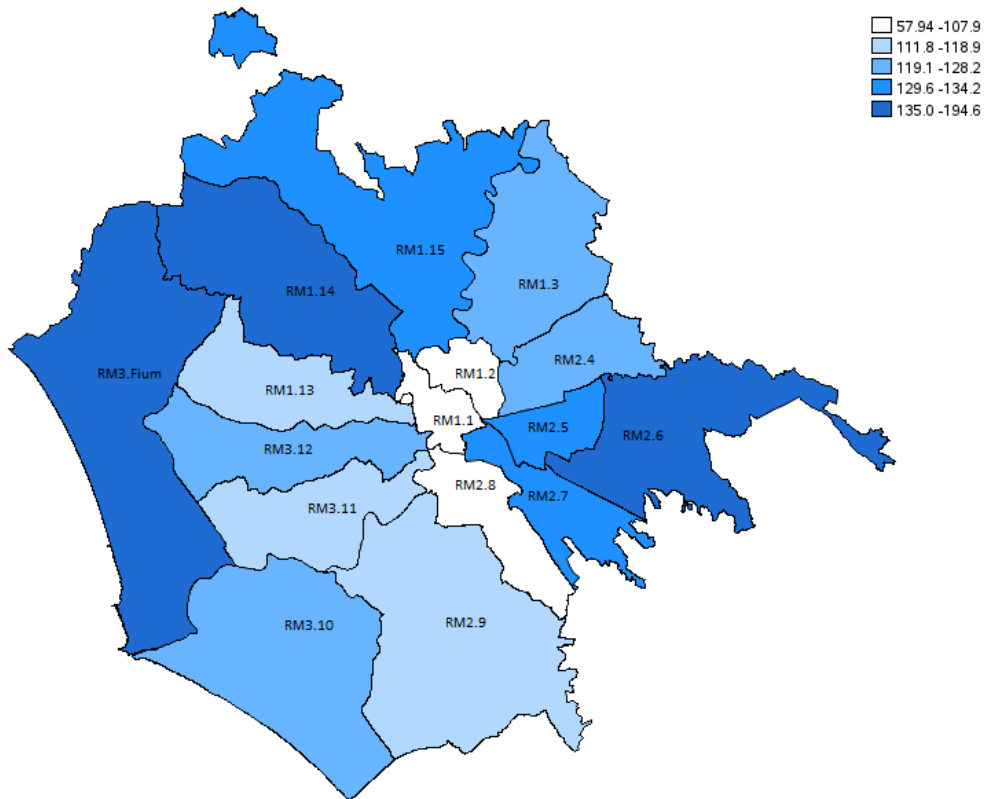 57.94 -107.9
111.8 -118.9
119.1 -128.2
129.6 -134.2
135.0 -194.6
RM1.15
RM1.14
RM1.3
RM2.4
RM3.Fium
RM1.2
RM1.13
RM1.1
RM2.5
RM2.6
RM3.12
RM2.8
RM2.7
RM3.11
RM3.10
RM2.9